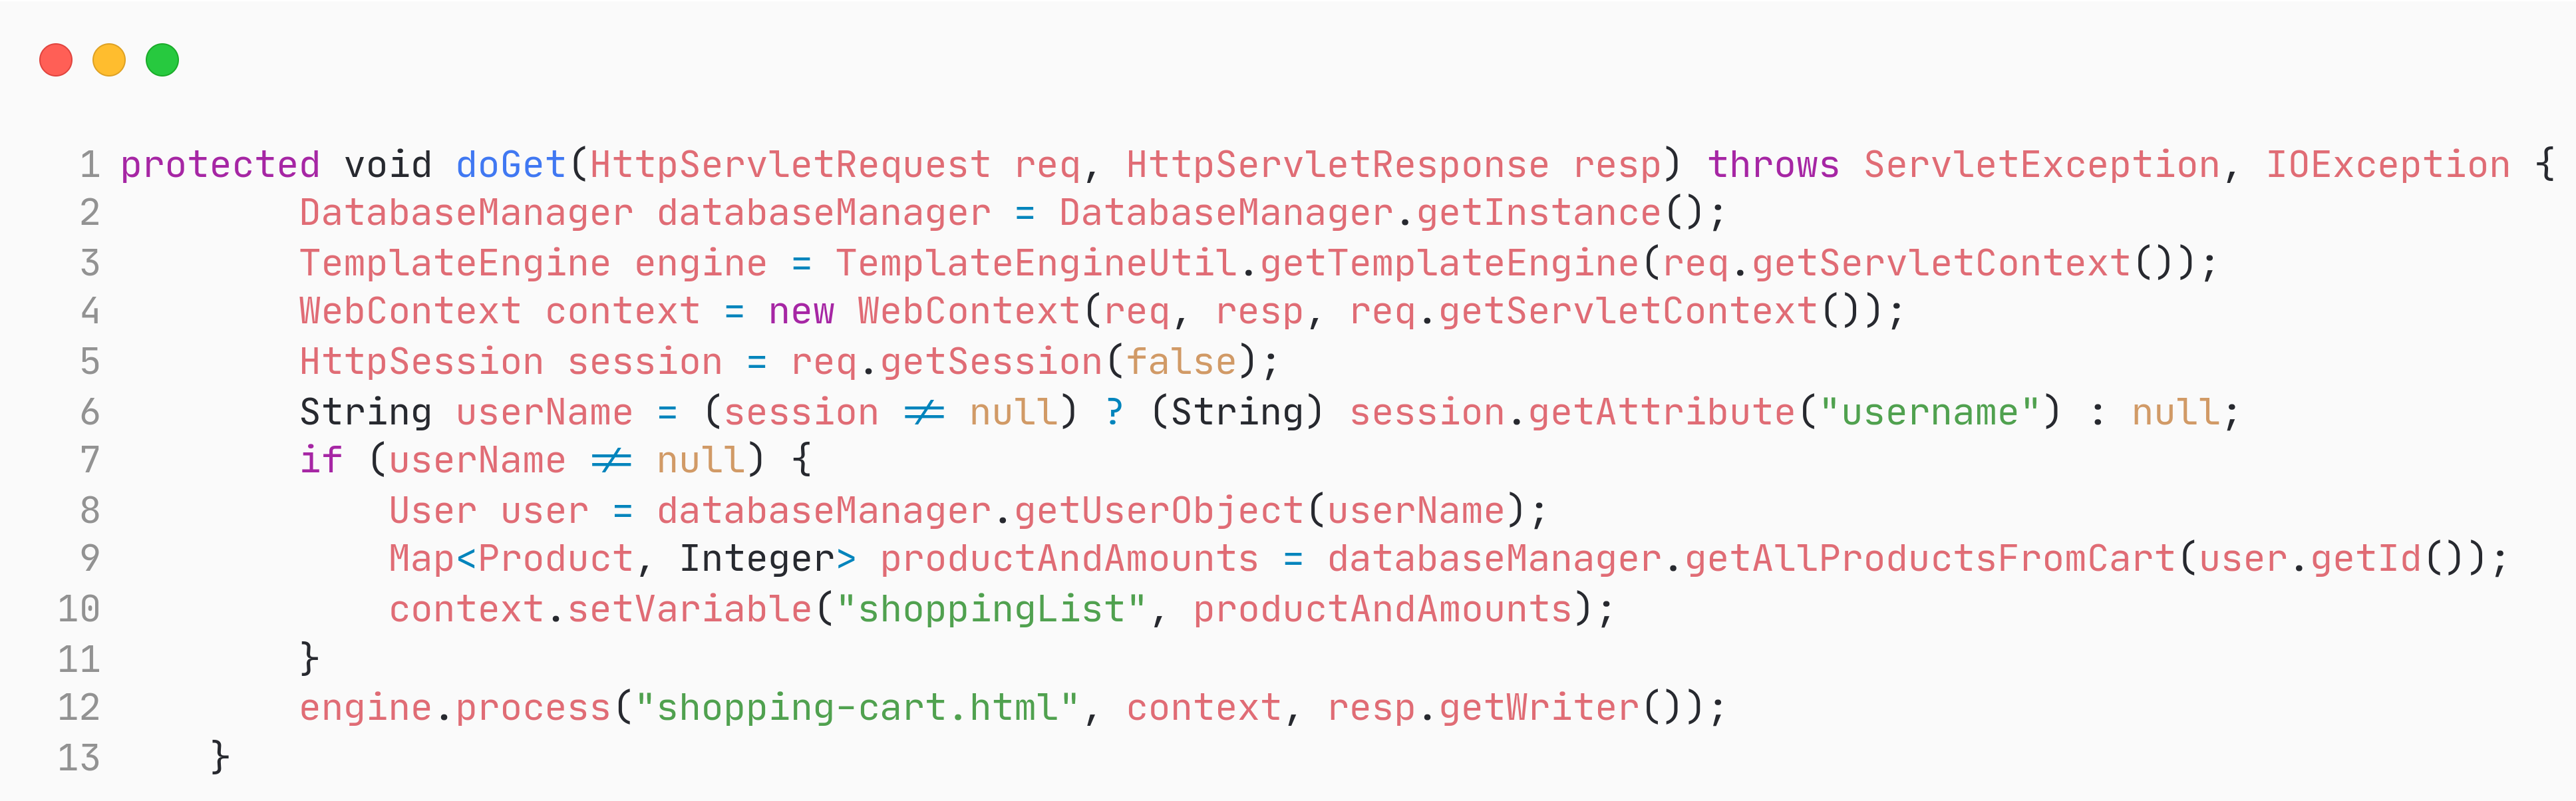 1 protected void doGet(HttpServletRequest req, HttpServletResponse resp) throws ServletException, IOException {
2 DatabaseManager databaseManager = DatabaseManager.getInstance();
3 TemplateEngine engine = TemplateEngineUtil.getTemplateEngine(req.getServletContext());
4 WebContext context = new WebContext(req, resp, req.getServletContext());
5 HttpSession session = req.getSession(false);
6 String userName = (session != null) ? (String) session.getAttribute("username") : null;
7 if (userName != null) {
8 User user = databaseManager.getUserObject(userName);
9 Map<Product, Integer> productAndAmounts = databaseManager.getAllProductsFromCart(user.getId());
10 context.setVariable("shoppingList", productAndAmounts);
11 }
12 engine.process("shopping-cart.html", context, resp.getWriter());
13 }